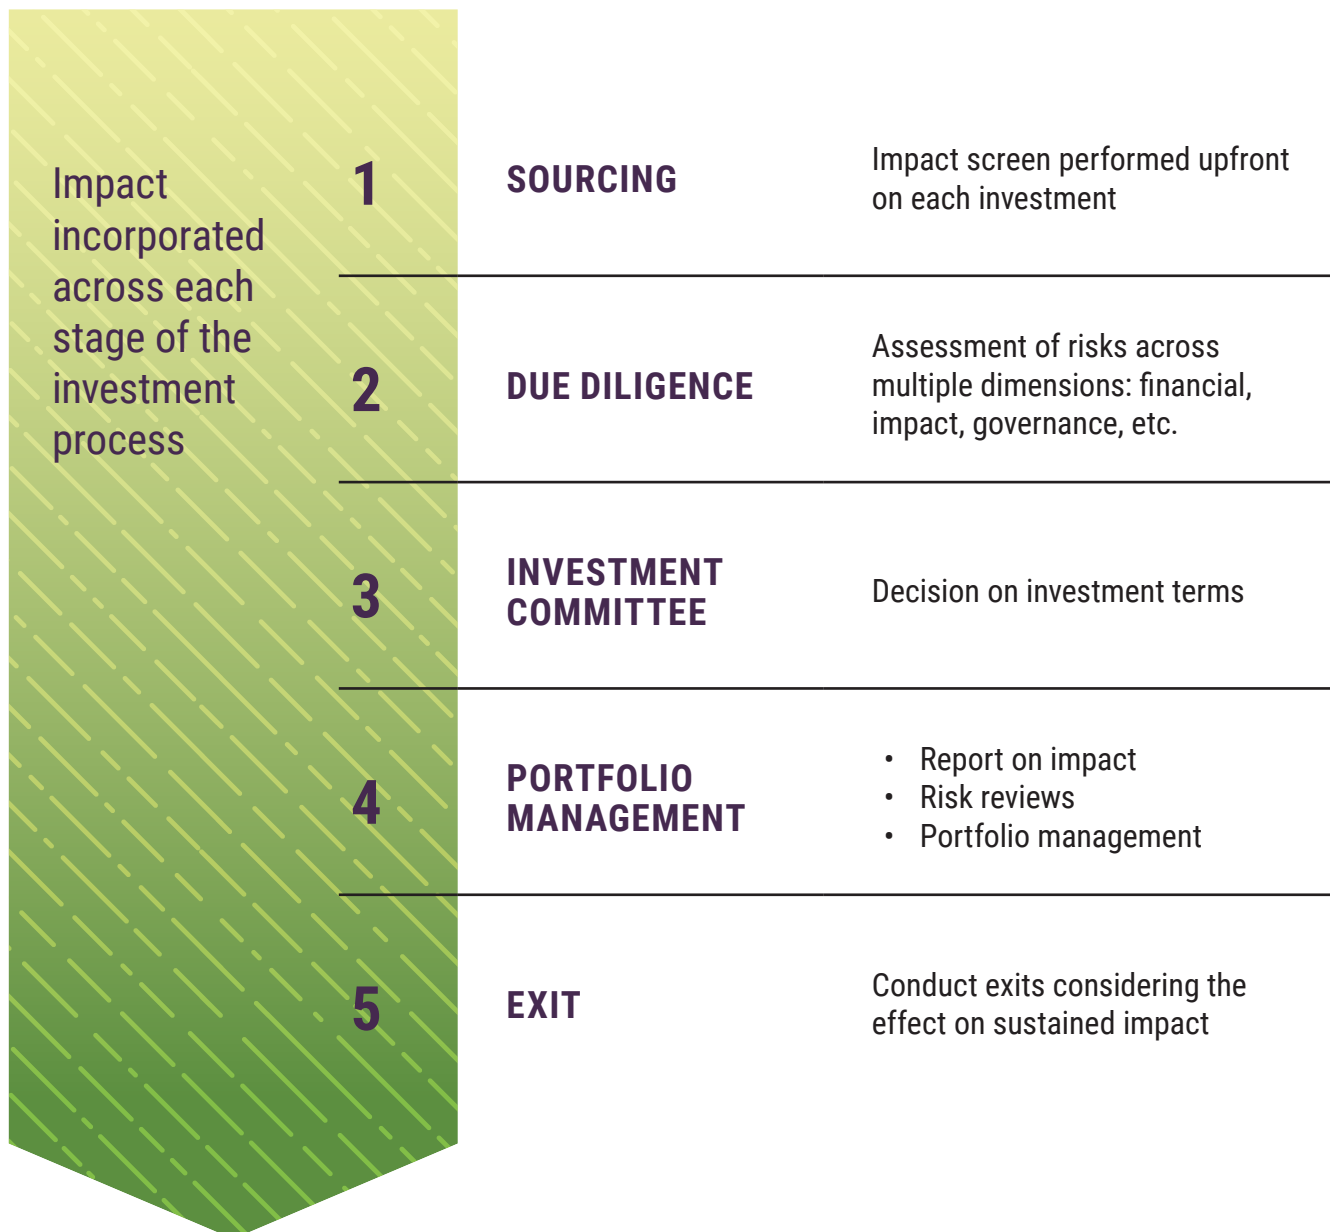 Impact
incorporated
across each
stage of the
investment
process
1
SOURCING
Impact screen performed upfront
on each investment
2
DUE DILIGENCE
Assessment of risks across
multiple dimensions: financial,
impact, governance, etc.
3
INVESTMENT
COMMITTEE
Decision on investment terms
4
PORTFOLIO
MANAGEMENT
• Report on impact
• Risk reviews
• Portfolio management
5
EXIT
Conduct exits considering the
effect on sustained impact